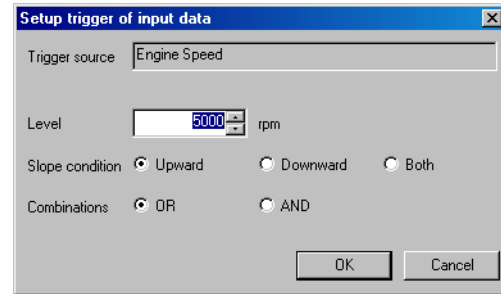 Setup trigger of input data
Trigger source Engine Speed
Level 5000 rpm
Slope condition Upward Downward Both
Combinations OR AND
OK Cancel